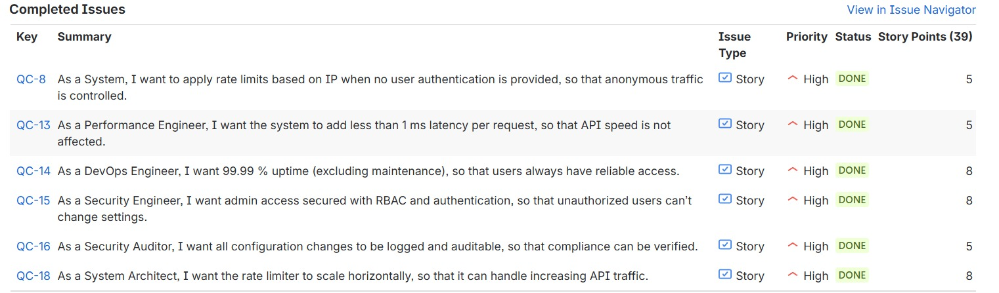 Completed Issues View in Issue Navigator
Key Summary Issue Type Priority Status Story Points (39)
QC-8 As a System, I want to apply rate limits based on IP when no user authentication is provided, so that anonymous traffic Story High DONE 5
is controlled.
QC-13 As a Performance Engineer, I want the system to add less than 1 ms latency per request, so that API speed is not Story High DONE 5
affected.
QC-14 As a DevOps Engineer, I want 99.99 % uptime (excluding maintenance), so that users always have reliable access. Story High DONE 8
QC-15 As a Security Engineer, I want admin access secured with RBAC and authentication, so that unauthorized users can’t Story High DONE 8
change settings.
QC-16 As a Security Auditor, I want all configuration changes to be logged and auditable, so that compliance can be verified. Story High DONE 5
QC-18 As a System Architect, I want the rate limiter to scale horizontally, so that it can handle increasing API traffic. Story High DONE 8